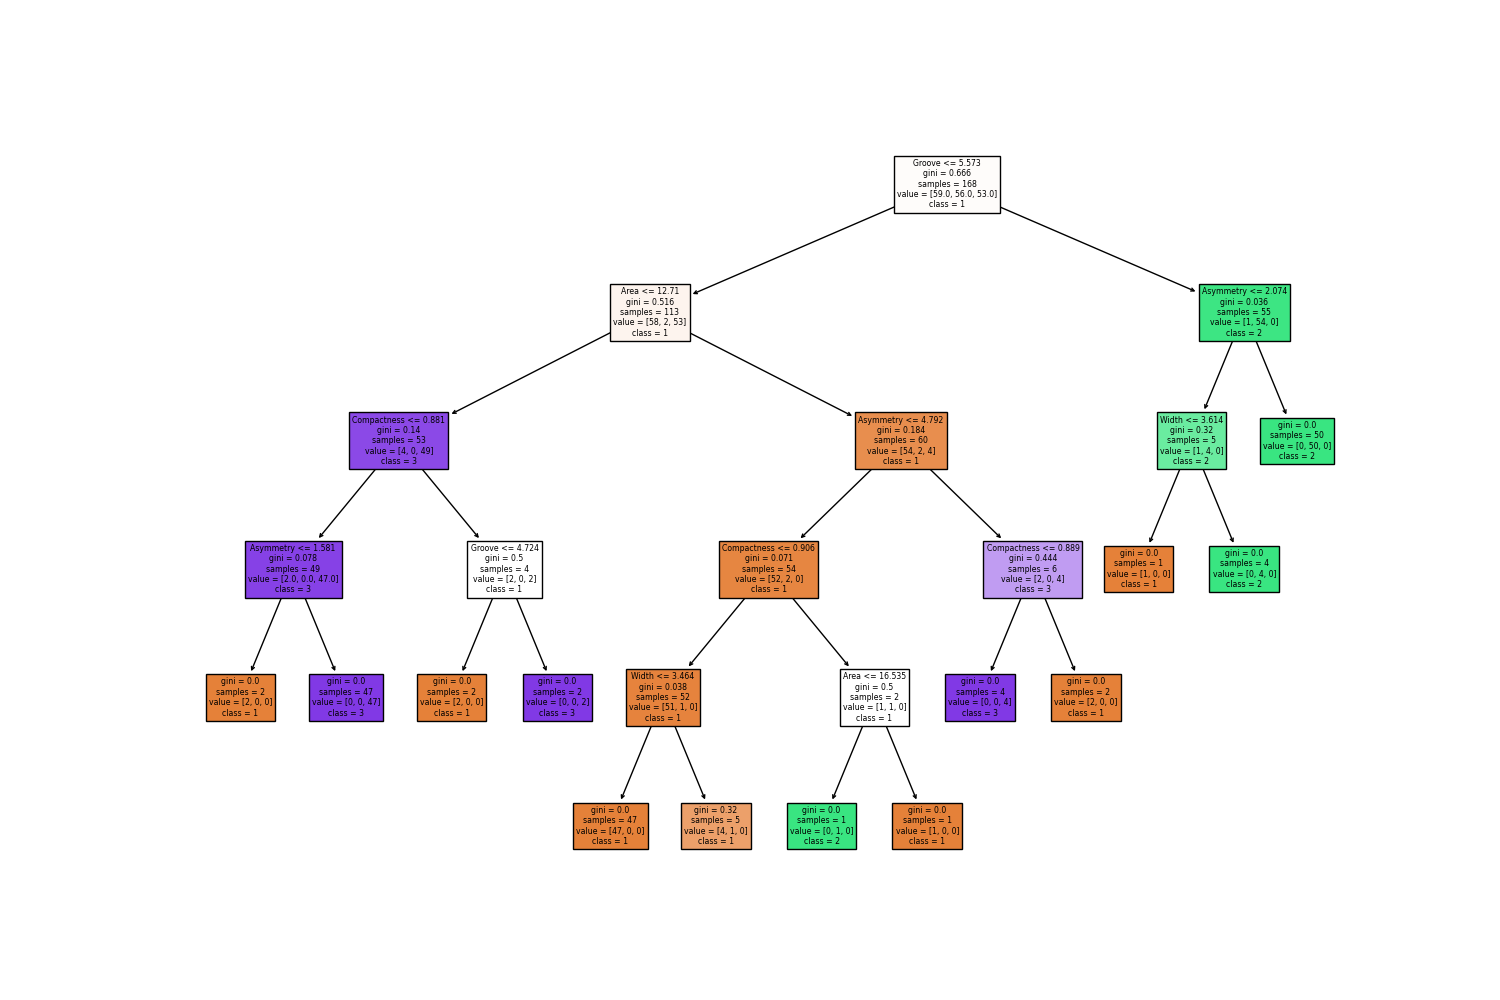 Groove <= 5.573
gini = 0.666
samples = 168
value = [59.0, 56.0, 53.0]
class = 1
Area <= 12.71
gini = 0.516
samples = 113
value = [58, 2, 53]
class = 1
Asymmetry <= 2.074
gini = 0.036
samples = 55
value = [1, 54, 0]
class = 2
Compactness <= 0.881
gini = 0.14
samples = 53
value = [4, 0, 49]
class = 3
Asymmetry <= 4.792
gini = 0.184
samples = 60
value = [54, 2, 4]
class = 1
Width <= 3.614
gini = 0.32
samples = 5
value = [1, 4, 0]
class = 2
gini = 0.0
samples = 50
value = [0, 50, 0]
class = 2
Asymmetry <= 1.581
gini = 0.078
samples = 49
value = [2.0, 0.0, 47.0]
class = 3
Groove <= 4.724
gini = 0.5
samples = 4
value = [2, 0, 2]
class = 1
Compactness <= 0.906
gini = 0.071
samples = 54
value = [52, 2, 0]
class = 1
Compactness <= 0.889
gini = 0.444
samples = 6
value = [2, 0, 4]
class = 3
gini = 0.0
samples = 1
value = [1, 0, 0]
class = 1
gini = 0.0
samples = 4
value = [0, 4, 0]
class = 2
gini = 0.0
samples = 2
value = [2, 0, 0]
class = 1
gini = 0.0
samples = 47
value = [0, 0, 47]
class = 3
gini = 0.0
samples = 2
value = [2, 0, 0]
class = 1
gini = 0.0
samples = 2
value = [0, 0, 2]
class = 3
Width <= 3.464
gini = 0.038
samples = 52
value = [51, 1, 0]
class = 1
Area <= 16.535
gini = 0.5
samples = 2
value = [1, 1, 0]
class = 1
gini = 0.0
samples = 4
value = [0, 0, 4]
class = 3
gini = 0.0
samples = 2
value = [2, 0, 0]
class = 1
gini = 0.0
samples = 47
value = [47, 0, 0]
class = 1
gini = 0.32
samples = 5
value = [4, 1, 0]
class = 1
gini = 0.0
samples = 1
value = [0, 1, 0]
class = 2
gini = 0.0
samples = 1
value = [1, 0, 0]
class = 1